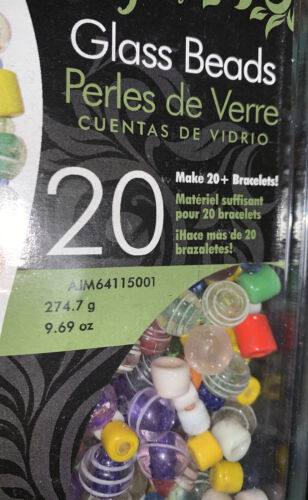 Glass Beads
Perles de Verre
CUENTAS DE VIDRIO
20
Make 20+ Bracelets!
Matériel suffisant
pour 20 bracelets
¡Hace más de 20
brazaletes!
AJM64115001
274.7 g
9.69 oz